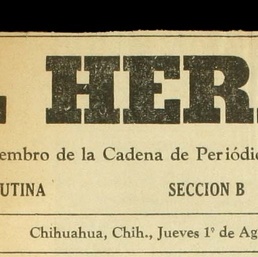 . HER
embro de la Cadena de Periódic
UTINA SECCION B
Chihuahua, Chih., Jueves 1º de Ag